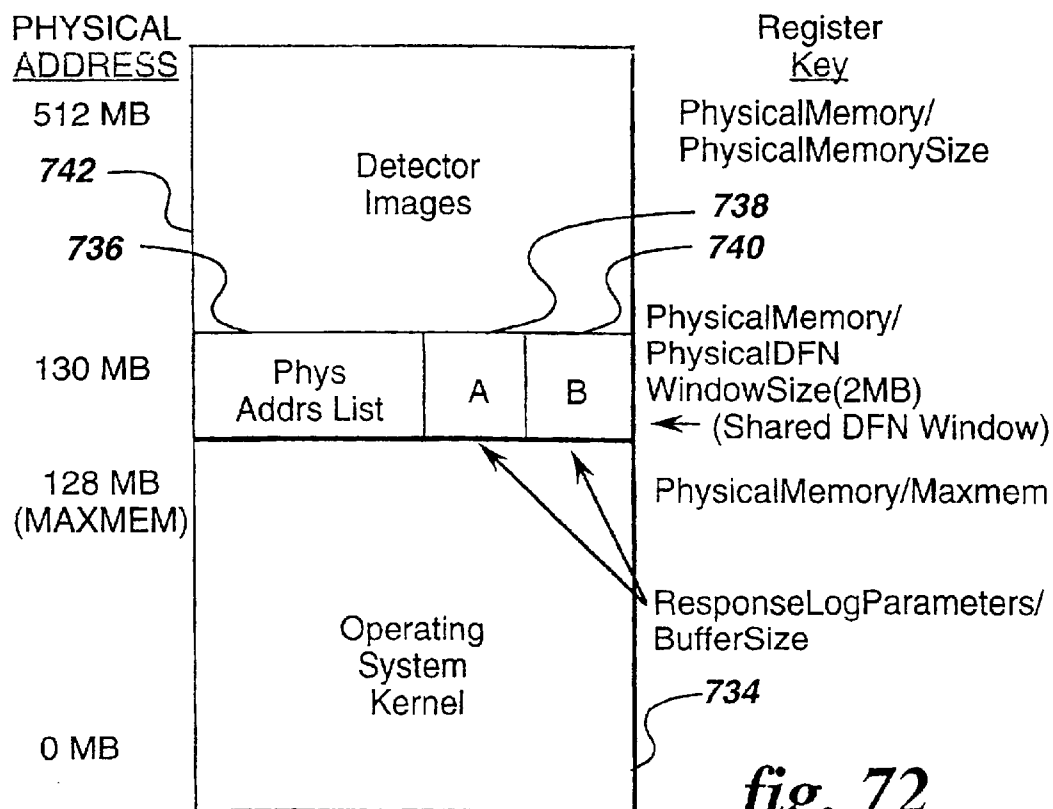 PHYSICAL
ADDRESS
Register
Key
512 MB
PhysicalMemory/
PhysicalMemorySize
742
Detector
Images
738
736
740
130 MB
Phys
Addrs List
A
B
PhysicalMemory/
PhysicalDFN
WindowSize(2MB)
(Shared DFN Window)
128 MB
(MAXMEM)
PhysicalMemory/Maxmem
Operating
System
Kernel
ResponseLogParameters/
BufferSize
734
0 MB
fig. 72